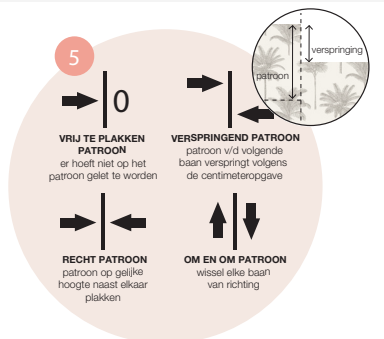 5
verspringing
patroon
0
VRIJ TE PLAKKEN
PATROON
er hoeft niet op het
patroon gelet te worden
VERSPRINGEND PATROON
patroon v/d volgende
baan verspringt volgens
de centimeteropgave
RECHT PATROON
patroon op gelijke
hoogte naast elkaar
plakken
OM EN OM PATROON
wissel elke baan
van richting